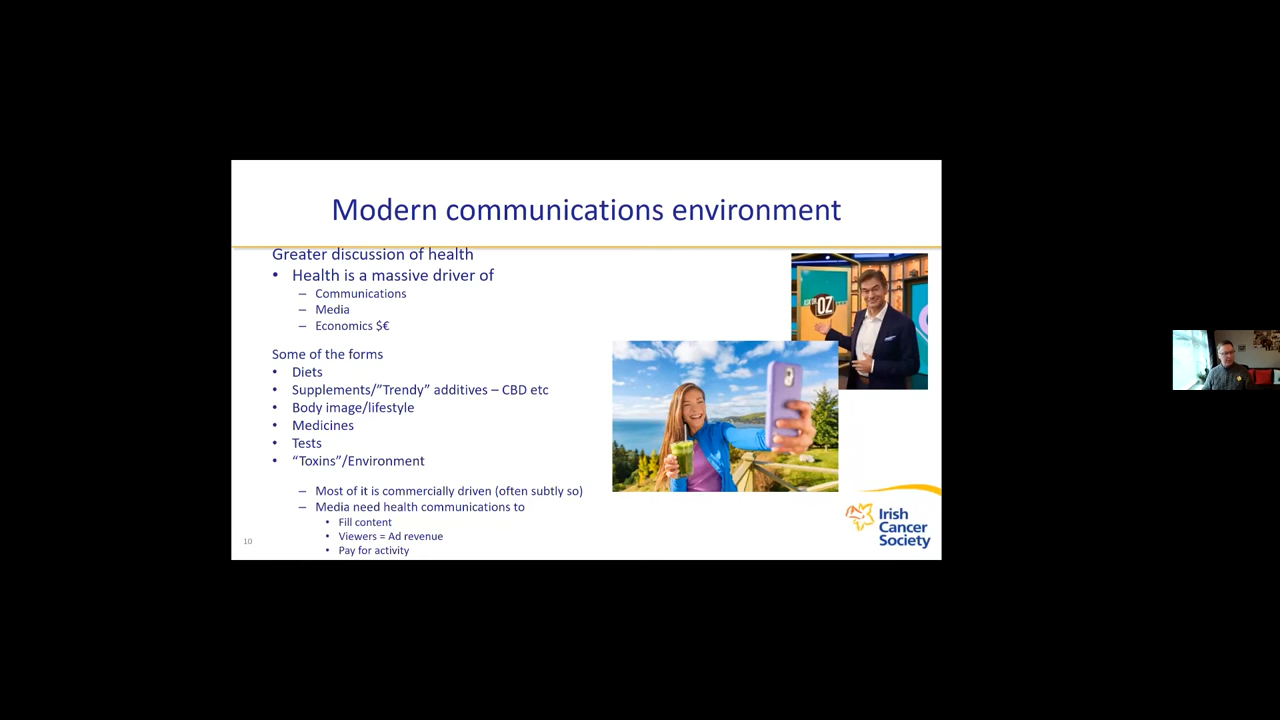 Modern communications environment
Greater discussion of health
• Health is a massive driver of
– Communications
– Media
– Economics $€
Some of the forms
• Diets
• Supplements/”Trendy” additives – CBD etc
• Body image/lifestyle
• Medicines
• Tests
• “Toxins”/Environment
– Most of it is commercially driven (often subtly so)
– Media need health communications to
• Fill content
• Viewers = Ad revenue
• Pay for activity
10
OZ
Irish
Cancer
Society